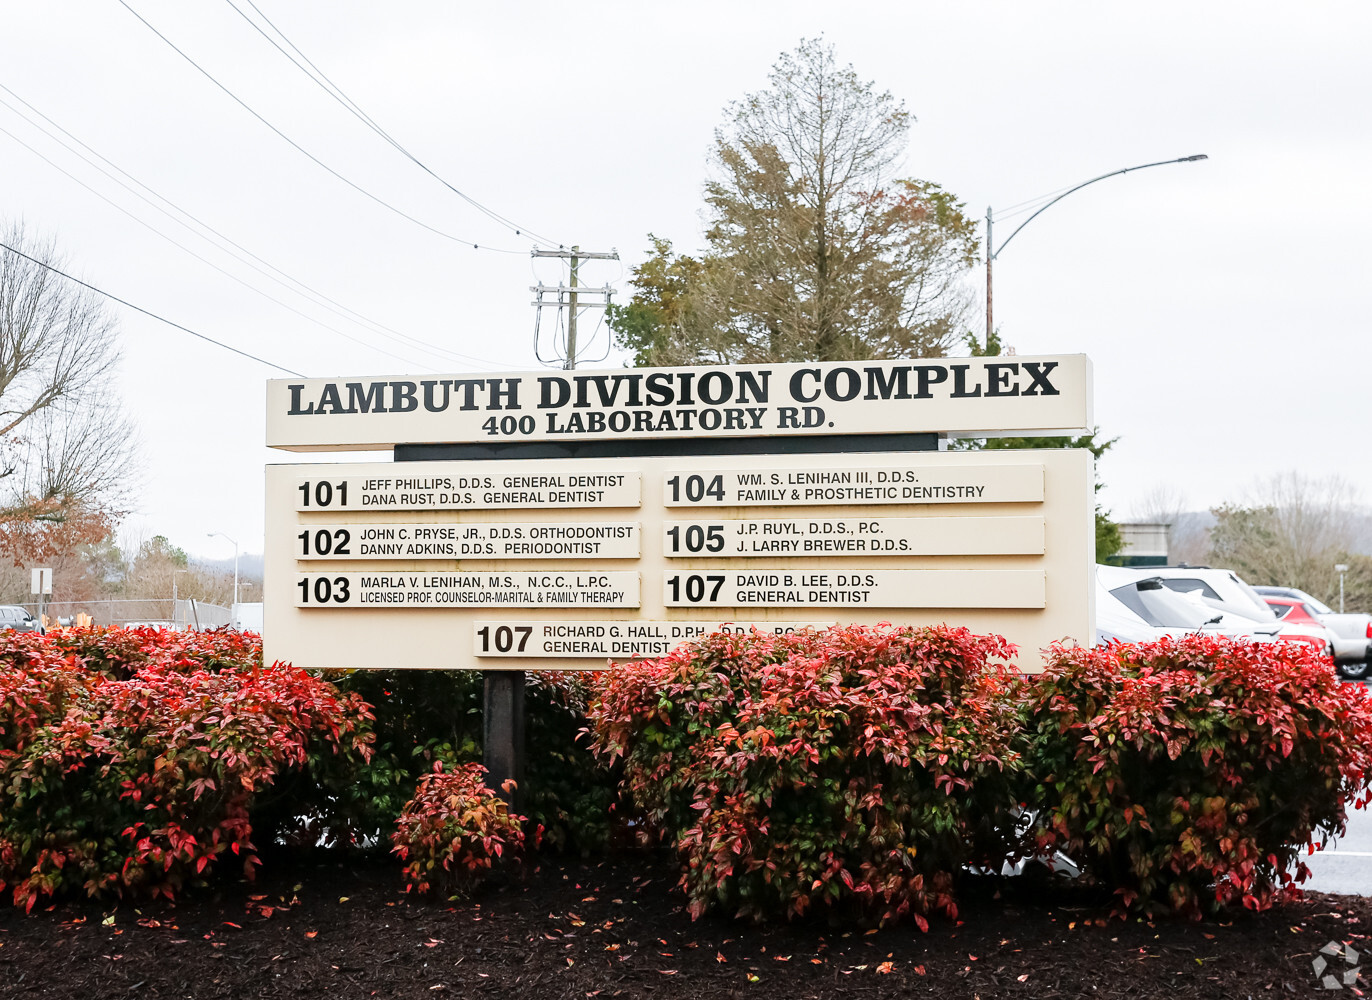 LAMBUTH DIVISION COMPLEX
400 LABORATORY RD.
101 JEFF PHILLIPS, D.D.S. GENERAL DENTIST
DANA RUST, D.D.S. GENERAL DENTIST
102 JOHN C. PRYSE, JR., D.D.S. ORTHODONTIST
DANNY ADKINS, D.D.S. PERIODONTIST
103 MARLA V. LENIHAN, M.S., N.C.C., L.P.C.
LICENSED PROF. COUNSELOR-MARITAL & FAMILY THERAPY
104 WM. S. LENIHAN III, D.D.S.
FAMILY & PROSTHETIC DENTISTRY
105 J.P. RUYL, D.D.S., P.C.
J. LARRY BREWER D.D.S.
107 DAVID B. LEE, D.D.S.
GENERAL DENTIST
107 RICHARD G. HALL, D.P.H., D.D.S., P.C.
GENERAL DENTIST